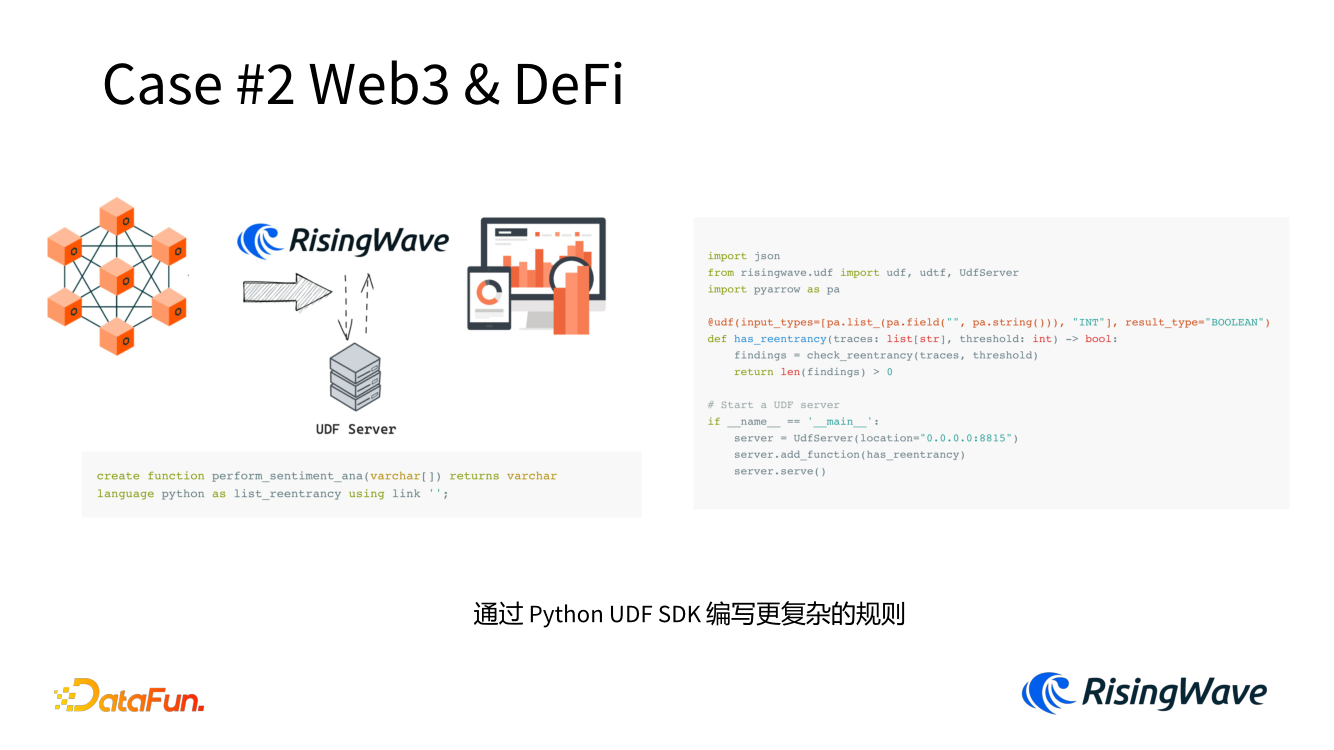 Case #2 Web3 & DeFi
RisingWave
UDF Server
create function perform_sentiment_ana(varchar[]) returns varchar
language python as list_reentrancy using link '';
import json
from risingwave.udf import udf, udtf, UdfServer
import pyarrow as pa
@udf(input_types=[pa.list_(pa.field("", pa.string())), "INT"], result_type="BOOLEAN")
def has_reentrancy(traces: list[str], threshold: int) -> bool:
    findings = check_reentrancy(traces, threshold)
    return len(findings) > 0
# Start a UDF server
if __name__ == '__main__':
    server = UdfServer(location="0.0.0.0:8815")
    server.add_function(has_reentrancy)
    server.serve()
通过 Python UDF SDK 编写更复杂的规则
DataFun.
RisingWave